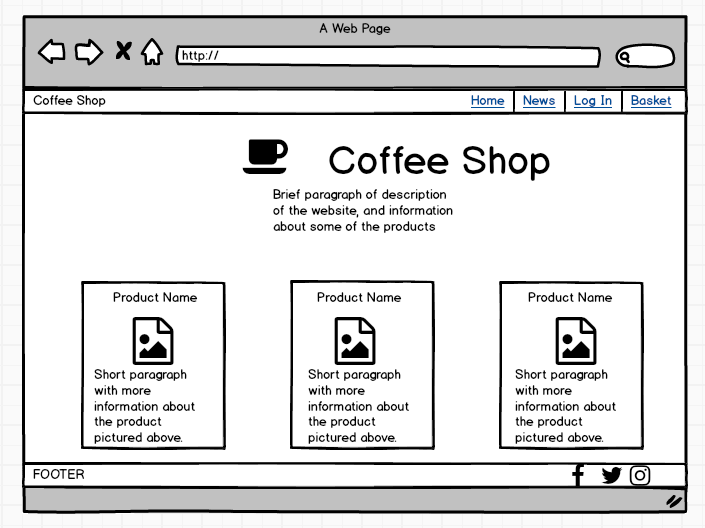 A Web Page
http://
Coffee Shop
Home
News
Log In
Basket
Coffee Shop
Brief paragraph of description
of the website, and information
about some of the products
Product Name
Short paragraph
with more
information about
the product
pictured above.
Product Name
Short paragraph
with more
information about
the product
pictured above.
Product Name
Short paragraph
with more
information about
the product
pictured above.
FOOTER